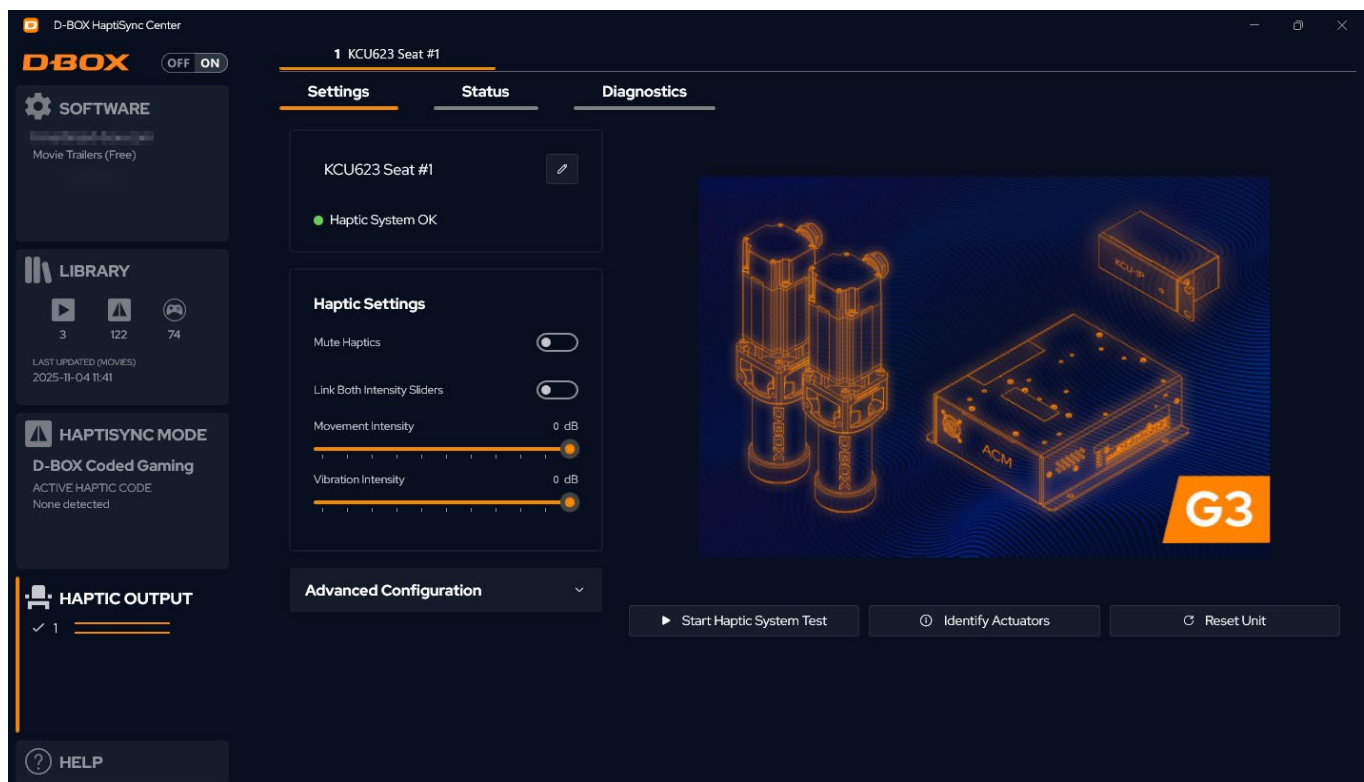 D-BOX HaptiSync Center
D-BOX
OFF ON
SOFTWARE
Movie Trailers (Free)
LIBRARY
3 122 74
LAST UPDATED (MOVIES)
2025-11-04 11:41
HAPTISYNC MODE
D-BOX Coded Gaming
ACTIVE HAPTIC CODE
None detected
HAPTIC OUTPUT
1
HELP
1 KCU623 Seat #1
Settings Status Diagnostics
KCU623 Seat #1
Haptic System OK
Haptic Settings
Mute Haptics
Link Both Intensity Sliders
Movement Intensity 0 dB
Vibration Intensity 0 dB
Advanced Configuration
KCU-IP
D-BOX
D-BOX
ACM
G3
Start Haptic System Test
Identify Actuators
Reset Unit